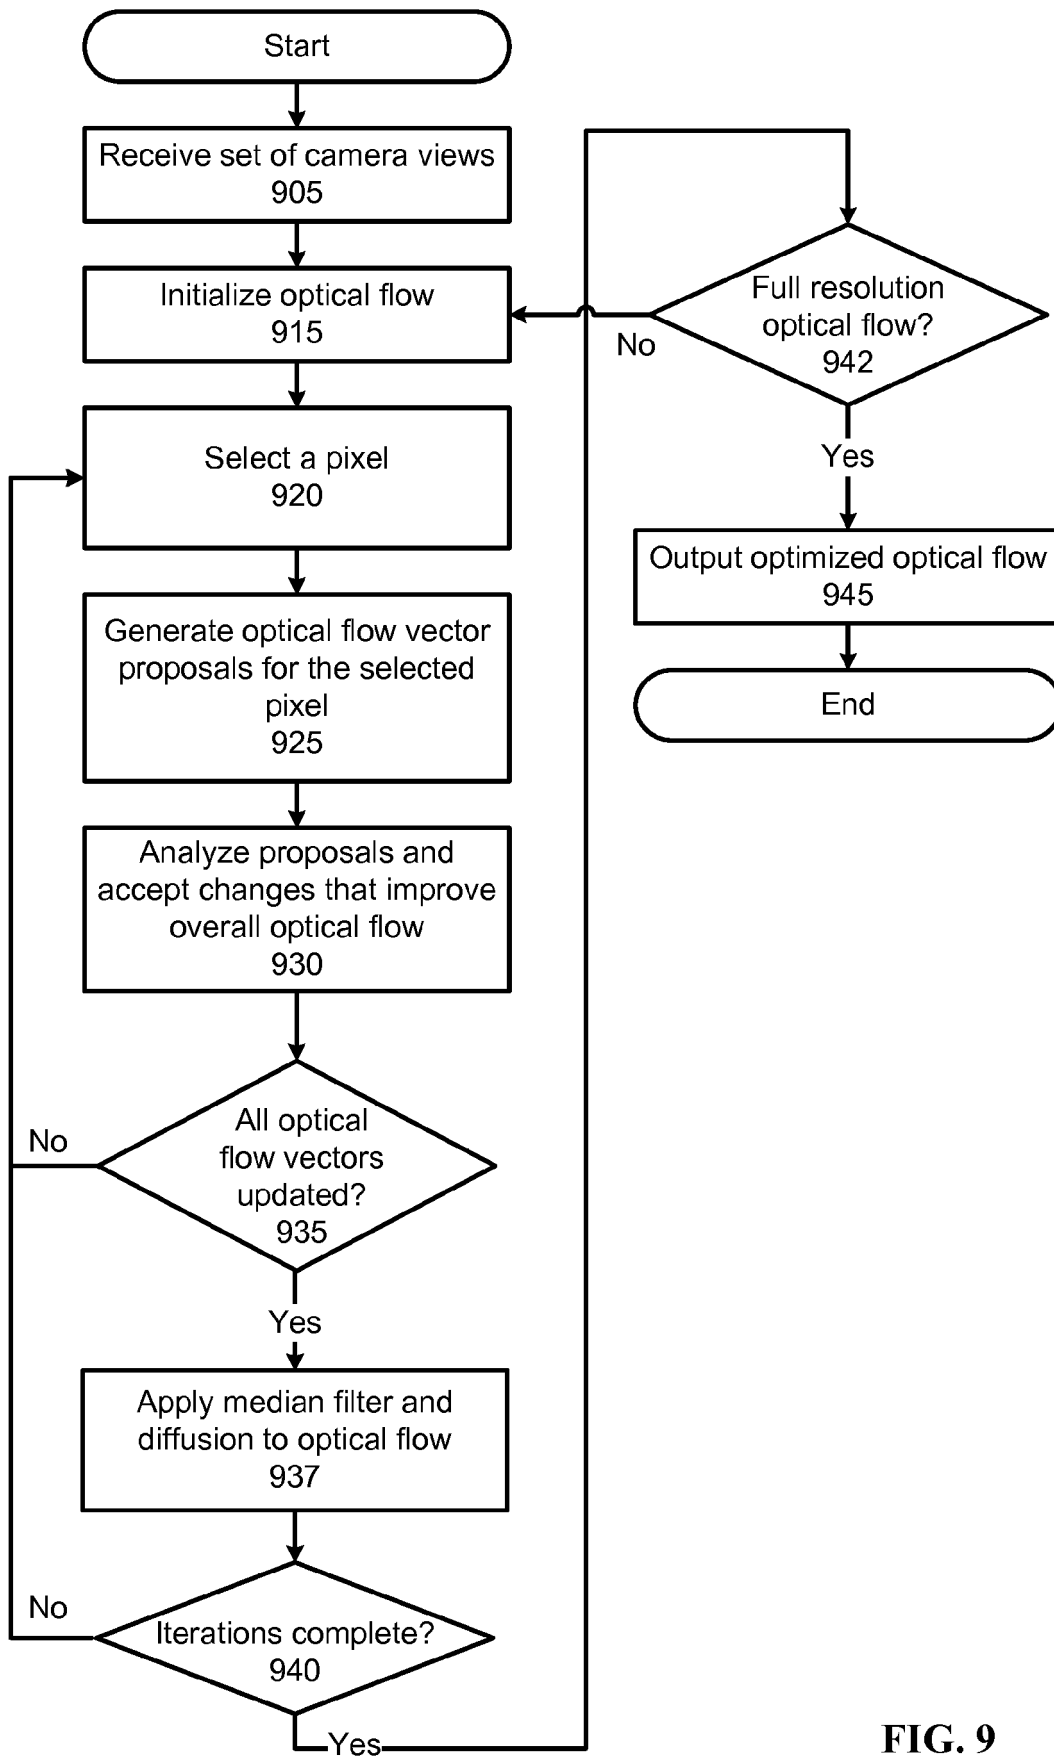 Start
Receive set of camera views
905
Initialize optical flow
915
Select a pixel
920
Generate optical flow vector
proposals for the selected
pixel
925
Analyze proposals and
accept changes that improve
overall optical flow
930
All optical
flow vectors
updated?
935
No
Yes
Apply median filter and
diffusion to optical flow
937
Iterations complete?
940
No
Yes
Full resolution
optical flow?
942
No
Yes
Output optimized optical flow
945
End
FIG. 9